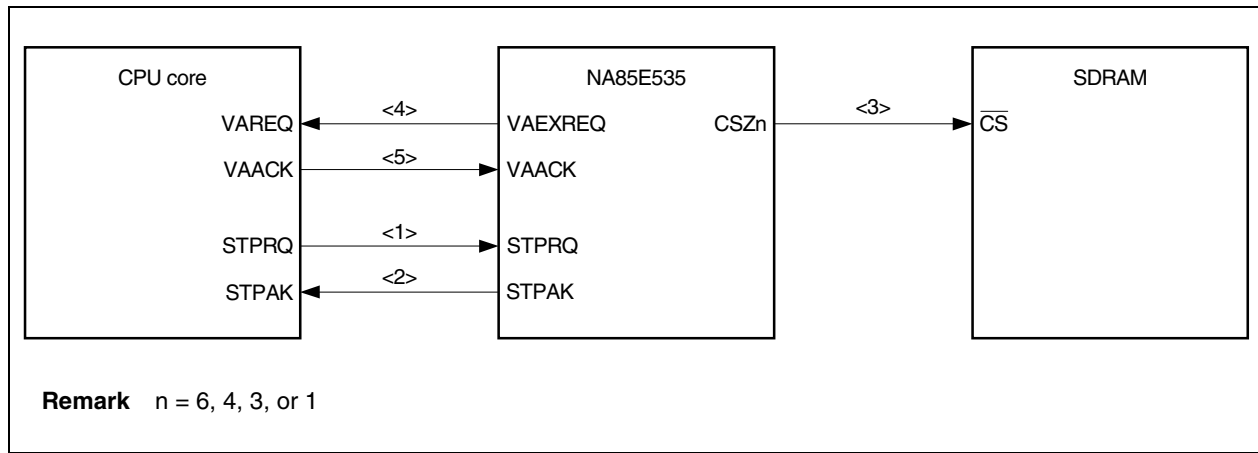 CPU core NA85E535 SDRAM
VAREQ <4> VAEXREQ CSZn <3> CS
VAACK <5> VAACK
STPRQ <1> STPRQ
STPAK <2> STPAK
Remark n = 6, 4, 3, or 1